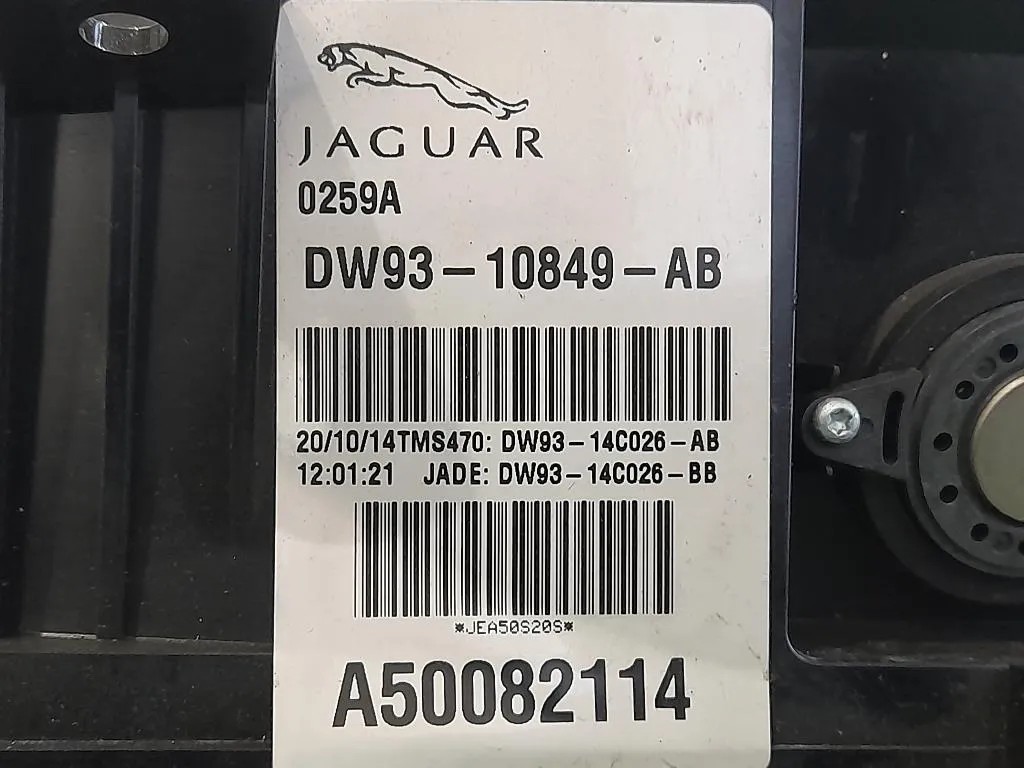 JAGUAR
0259A
DW93-10849-AB
20/10/14TMS470: DW93-14C026-AB
12:01:21 JADE: DW93-14C026-BB
*JEA50S20S*
A50082114